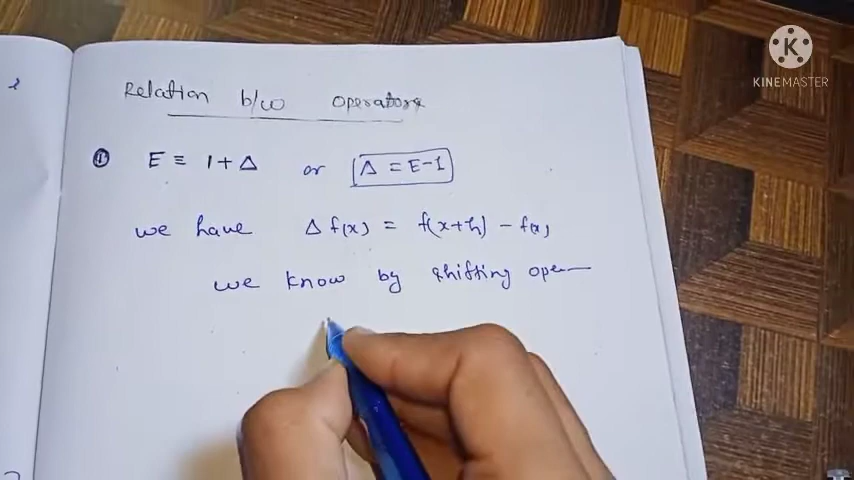 Relation b/w operators
① E ≡ 1 + Δ or Δ = E-1
we have Δ f(x) = f(x+h) - f(x)
we know by shifting ope
K
KINEMASTER